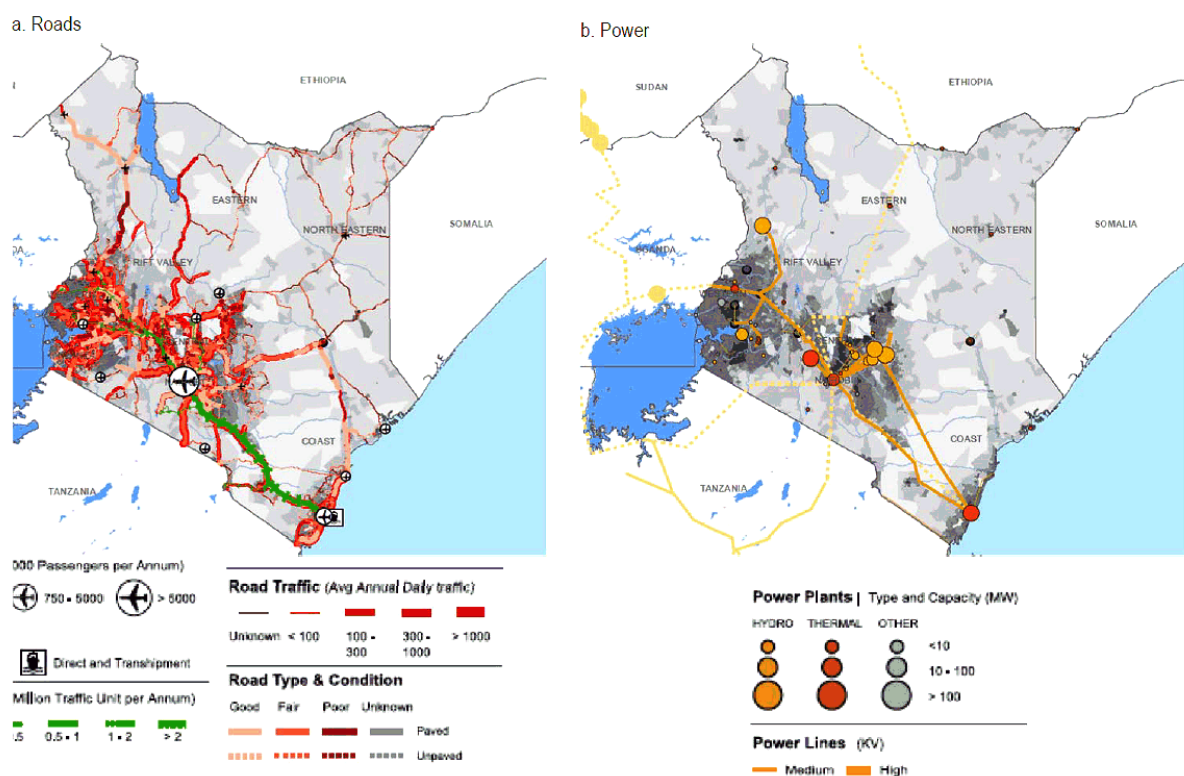 a. Roads
ETHIOPIA
EASTERN
NORTH EASTERN
SOMALIA
RIFT VALLEY
COAST
TANZANIA
000 Passengers per Annum)
750 - 5000
> 5000
Direct and Transhipment
Million Traffic Unit per Annum)
.5
0.5 - 1
1 - 2
> 2
Road Traffic (Avg Annual Daily traffic)
Unknown
< 100
100 -
300
300 -
1000
> 1000
Road Type & Condition
Good Fair Poor Unknown
Paved
Unpaved
b. Power
SUDAN
ETHIOPIA
EASTERN
NORTH EASTERN
SOMALIA
UGANDA
RIFT VALLEY
COAST
TANZANIA
Power Plants | Type and Capacity (MW)
HYDRO THERMAL OTHER
<10
10 - 100
> 100
Power Lines (KV)
Medium High